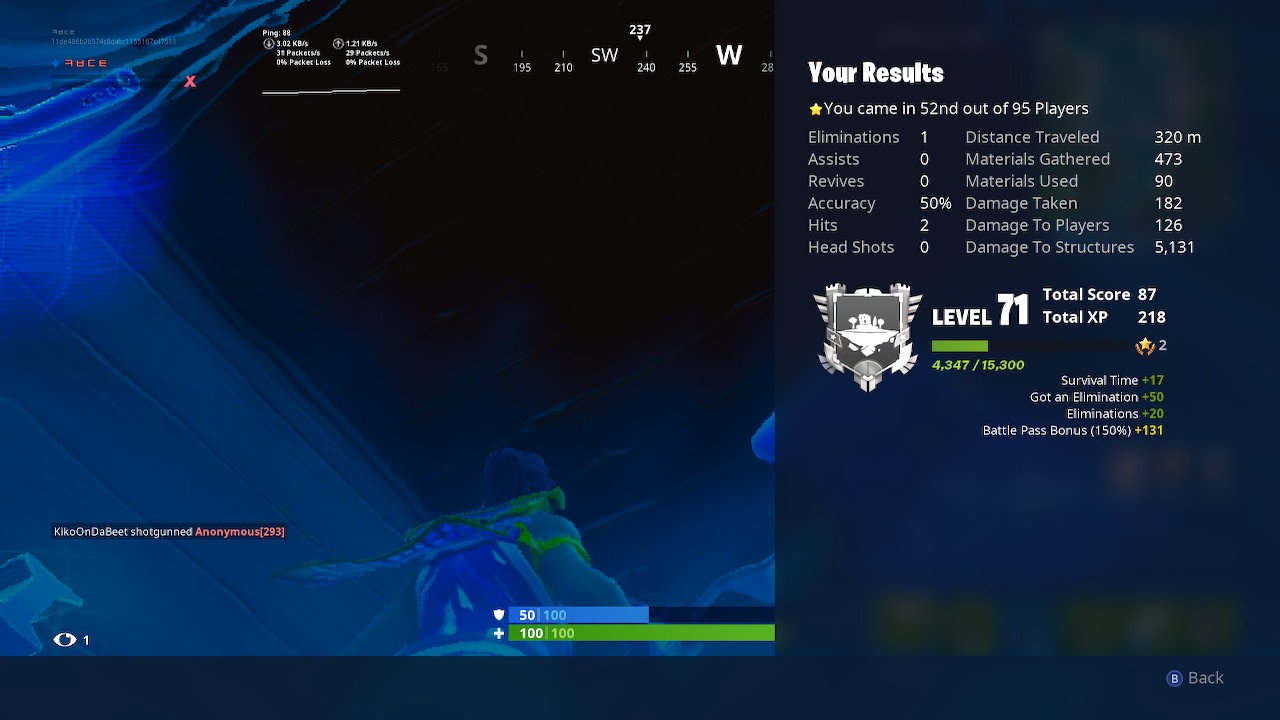 Ping: 88
3.02 KB/s 1.21 KB/s
31 Packets/s 29 Packets/s
0% Packet Loss 0% Packet Loss
237
165 S 195 210 SW 240 255 W 28
KikoOnDaBeet shotgunned Anonymous[293]
1
50 | 100
100 | 100
Your Results
You came in 52nd out of 95 Players
Eliminations 1 Distance Traveled 320 m
Assists 0 Materials Gathered 473
Revives 0 Materials Used 90
Accuracy 50% Damage Taken 182
Hits 2 Damage To Players 126
Head Shots 0 Damage To Structures 5,131
LEVEL 71
Total Score 87
Total XP 218
2
4,347 / 15,300
Survival Time +17
Got an Elimination +50
Eliminations +20
Battle Pass Bonus (150%) +131
B Back